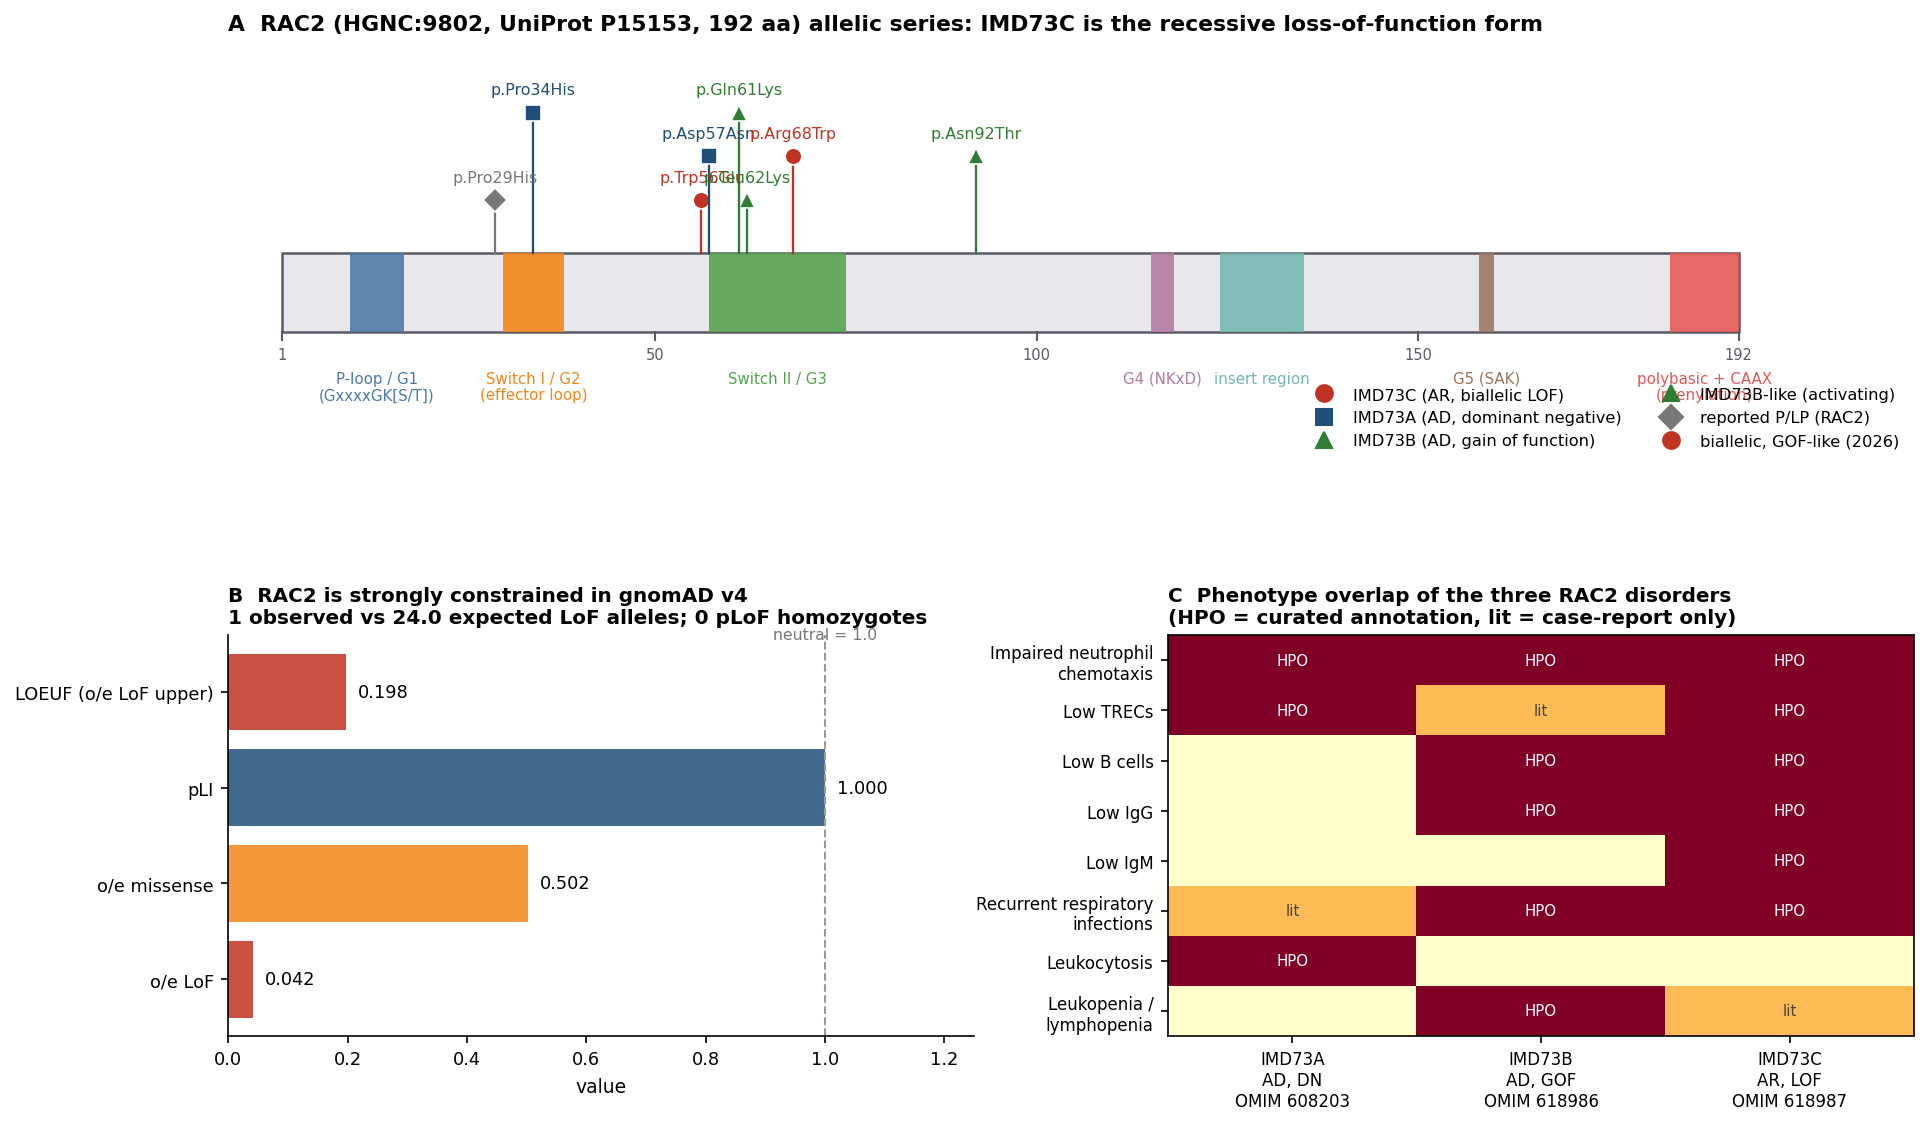 A  RAC2 (HGNC:9802, UniProt P15153, 192 aa) allelic series: IMD73C is the recessive loss-of-function form
p.Pro34His
p.Gln61Lys
p.Asp57Asn
p.Arg68Trp
p.Asn92Thr
p.Pro29His
p.Glu62Lys
1
50
100
150
192
P-loop / G1
(GxxxxGK[S/T])
Switch I / G2
(effector loop)
Switch II / G3
G4 (NKxD)
insert region
G5 (SAK)
polybasic + CAAX
(prenylation)
IMD73C (AR, biallelic LOF)
IMD73A (AD, dominant negative)
IMD73B (AD, gain of function)
IMD73B-like (activating)
reported P/LP (RAC2)
biallelic, GOF-like (2026)
B  RAC2 is strongly constrained in gnomAD v4
1 observed vs 24.0 expected LoF alleles; 0 pLoF homozygotes
neutral = 1.0
LOEUF (o/e LoF upper)
0.198
pLI
1.000
o/e missense
0.502
o/e LoF
0.042
0.0
0.2
0.4
0.6
0.8
1.0
1.2
value
C  Phenotype overlap of the three RAC2 disorders
(HPO = curated annotation, lit = case-report only)
Impaired neutrophil
chemotaxis
HPO
HPO
HPO
Low TRECs
HPO
lit
HPO
Low B cells
HPO
HPO
Low IgG
HPO
HPO
Low IgM
HPO
Recurrent respiratory
infections
lit
HPO
HPO
Leukocytosis
HPO
Leukopenia /
lymphopenia
HPO
lit
IMD73A
AD, DN
OMIM 608203
IMD73B
AD, GOF
OMIM 618986
IMD73C
AR, LOF
OMIM 618987